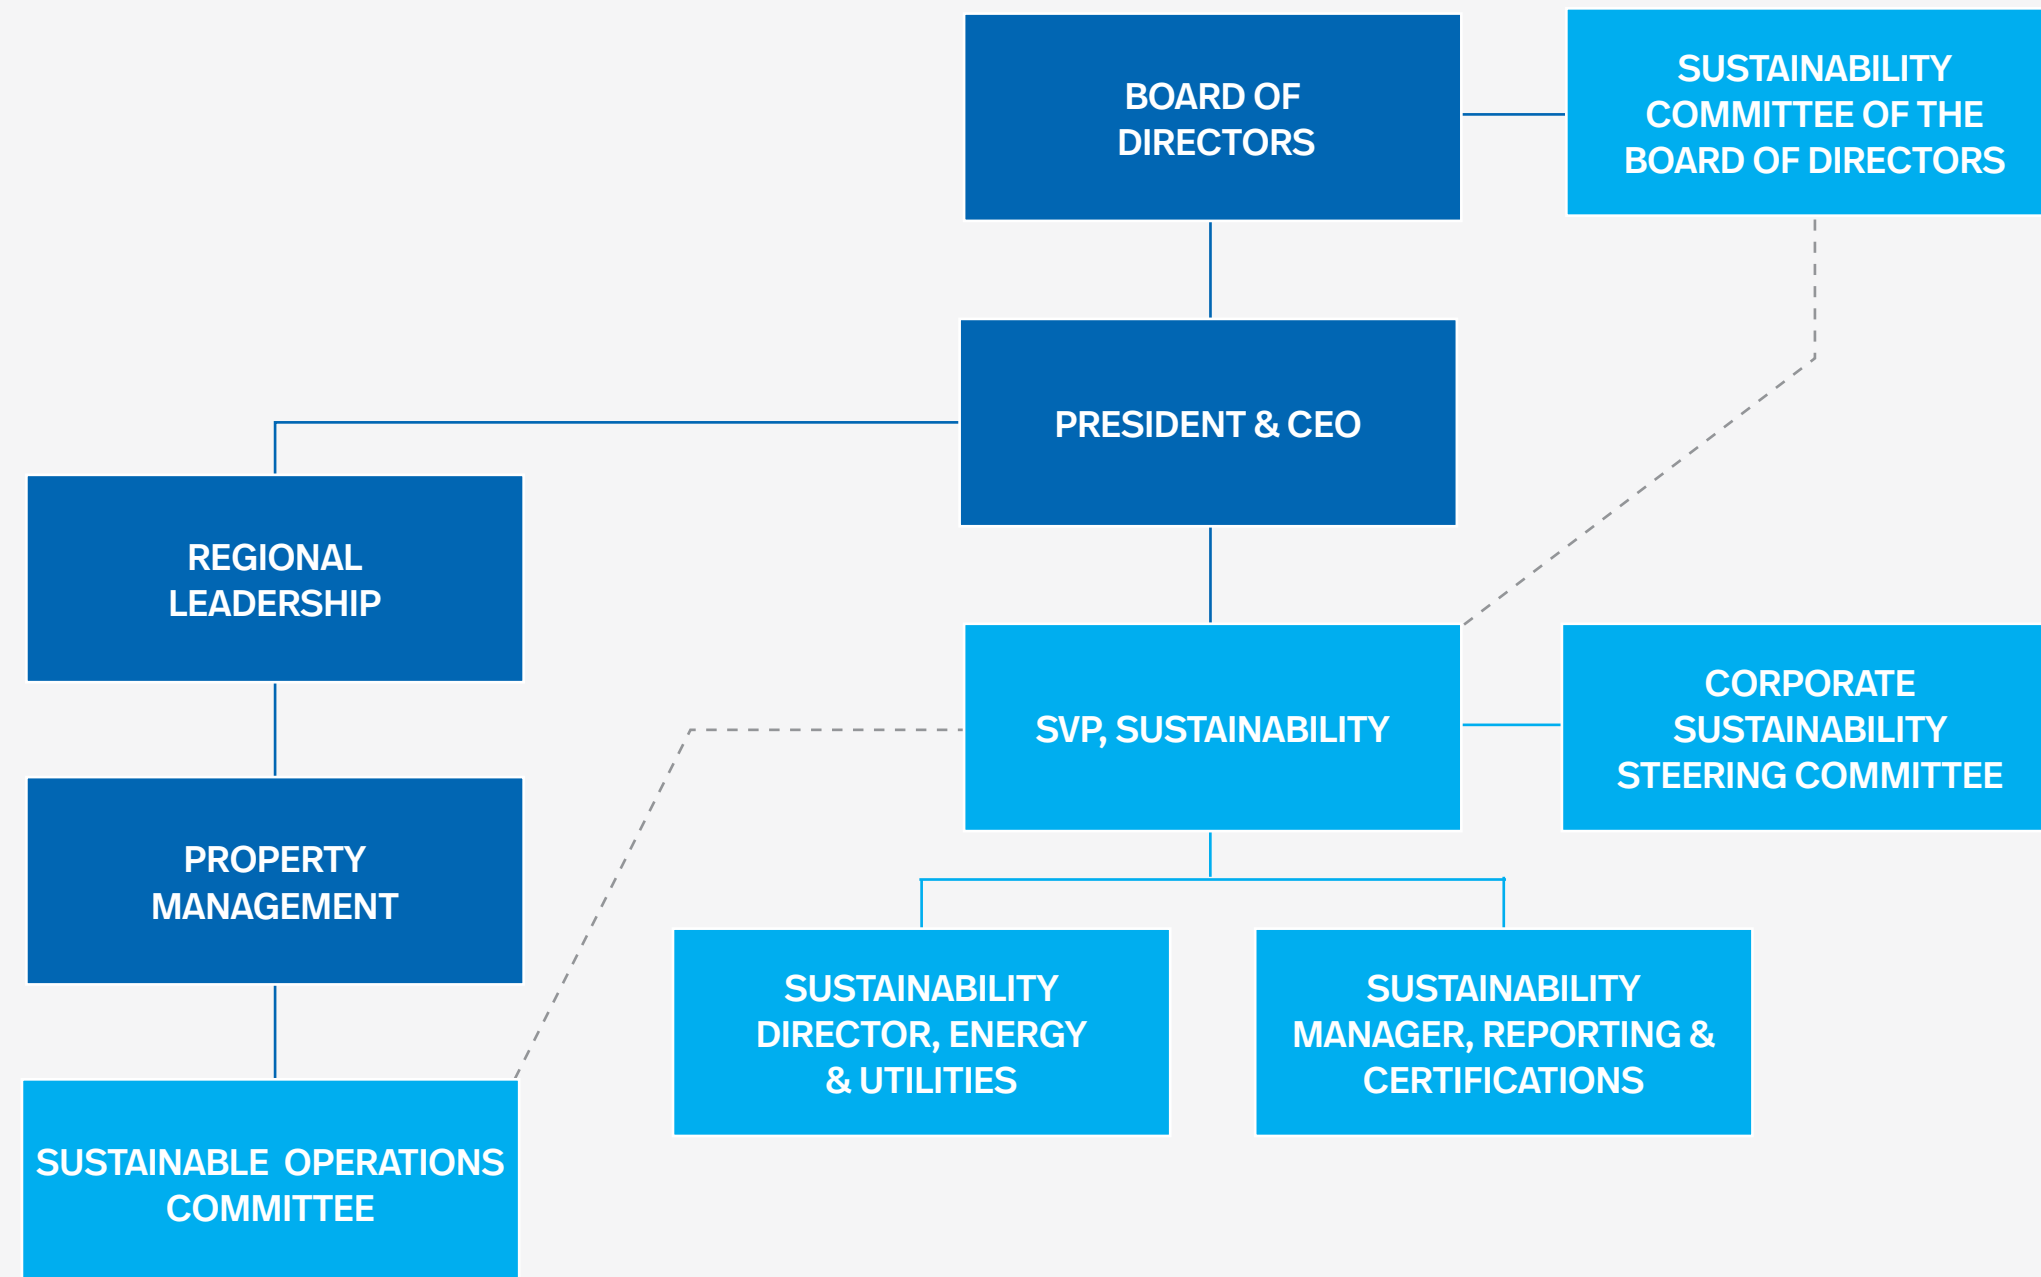 BOARD OF
DIRECTORS
SUSTAINABILITY
COMMITTEE OF THE
BOARD OF DIRECTORS
PRESIDENT & CEO
REGIONAL
LEADERSHIP
SVP, SUSTAINABILITY
CORPORATE
SUSTAINABILITY
STEERING COMMITTEE
PROPERTY
MANAGEMENT
SUSTAINABILITY
DIRECTOR, ENERGY
& UTILITIES
SUSTAINABILITY
MANAGER, REPORTING &
CERTIFICATIONS
SUSTAINABLE OPERATIONS
COMMITTEE